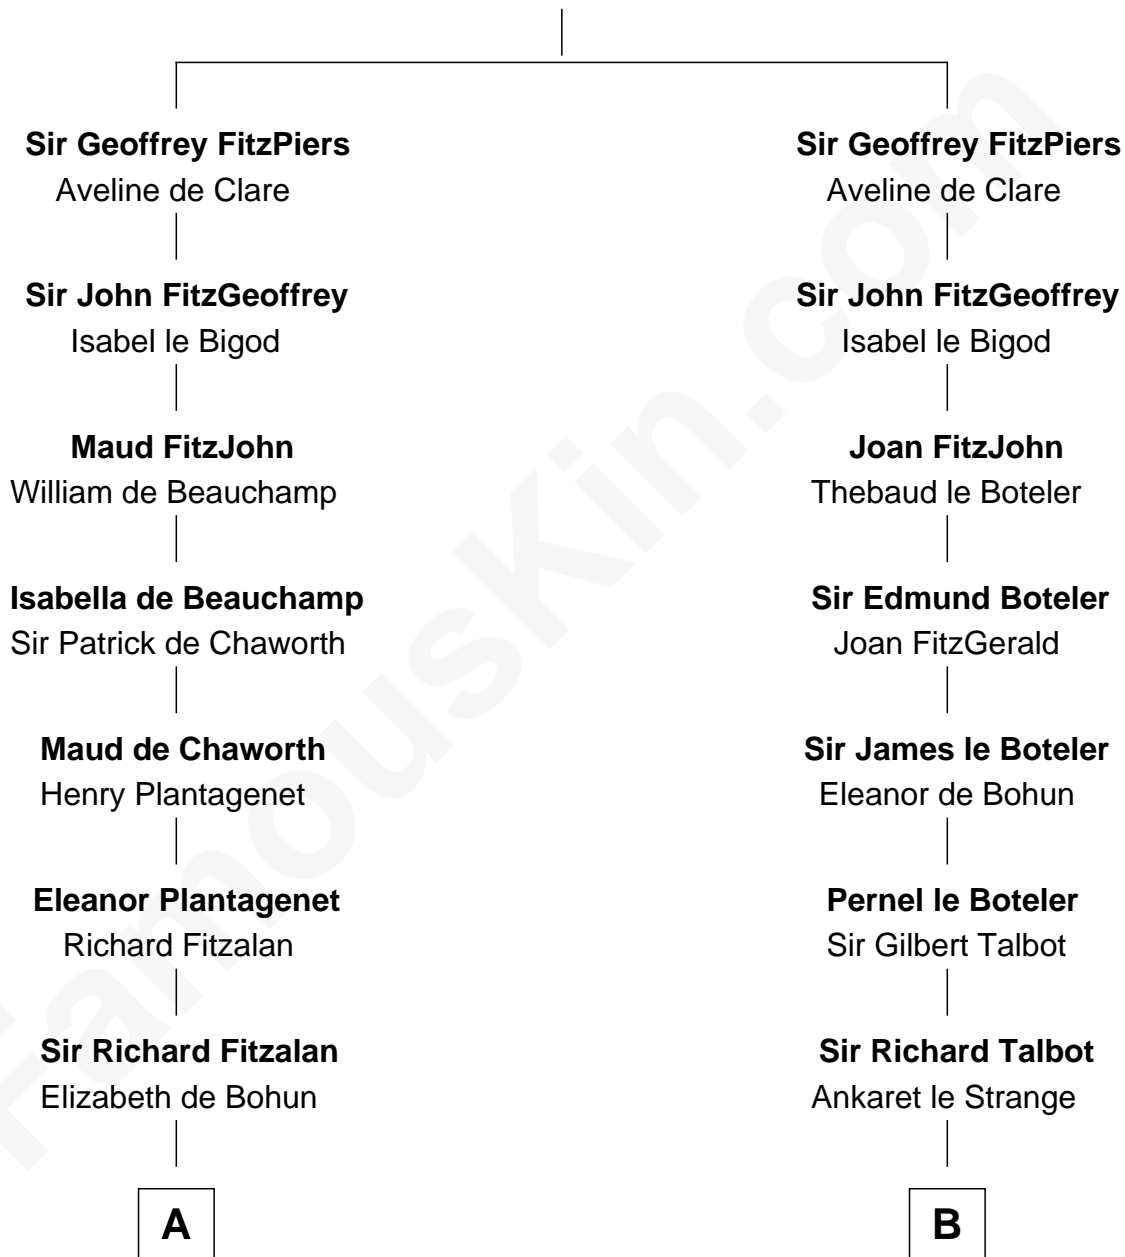 Sir Geoffrey FitzPiers
Aveline de Clare
Sir John FitzGeoffrey
Isabel le Bigod
Maud FitzJohn
William de Beauchamp
Isabella de Beauchamp
Sir Patrick de Chaworth
Maud de Chaworth
Henry Plantagenet
Eleanor Plantagenet
Richard Fitzalan
Sir Richard Fitzalan
Elizabeth de Bohun
A
Sir Geoffrey FitzPiers
Aveline de Clare
Sir John FitzGeoffrey
Isabel le Bigod
Joan FitzJohn
Thebaud le Boteler
Sir Edmund Boteler
Joan FitzGerald
Sir James le Boteler
Eleanor de Bohun
Pernel le Boteler
Sir Gilbert Talbot
Sir Richard Talbot
Ankaret le Strange
B
FamousKin.com